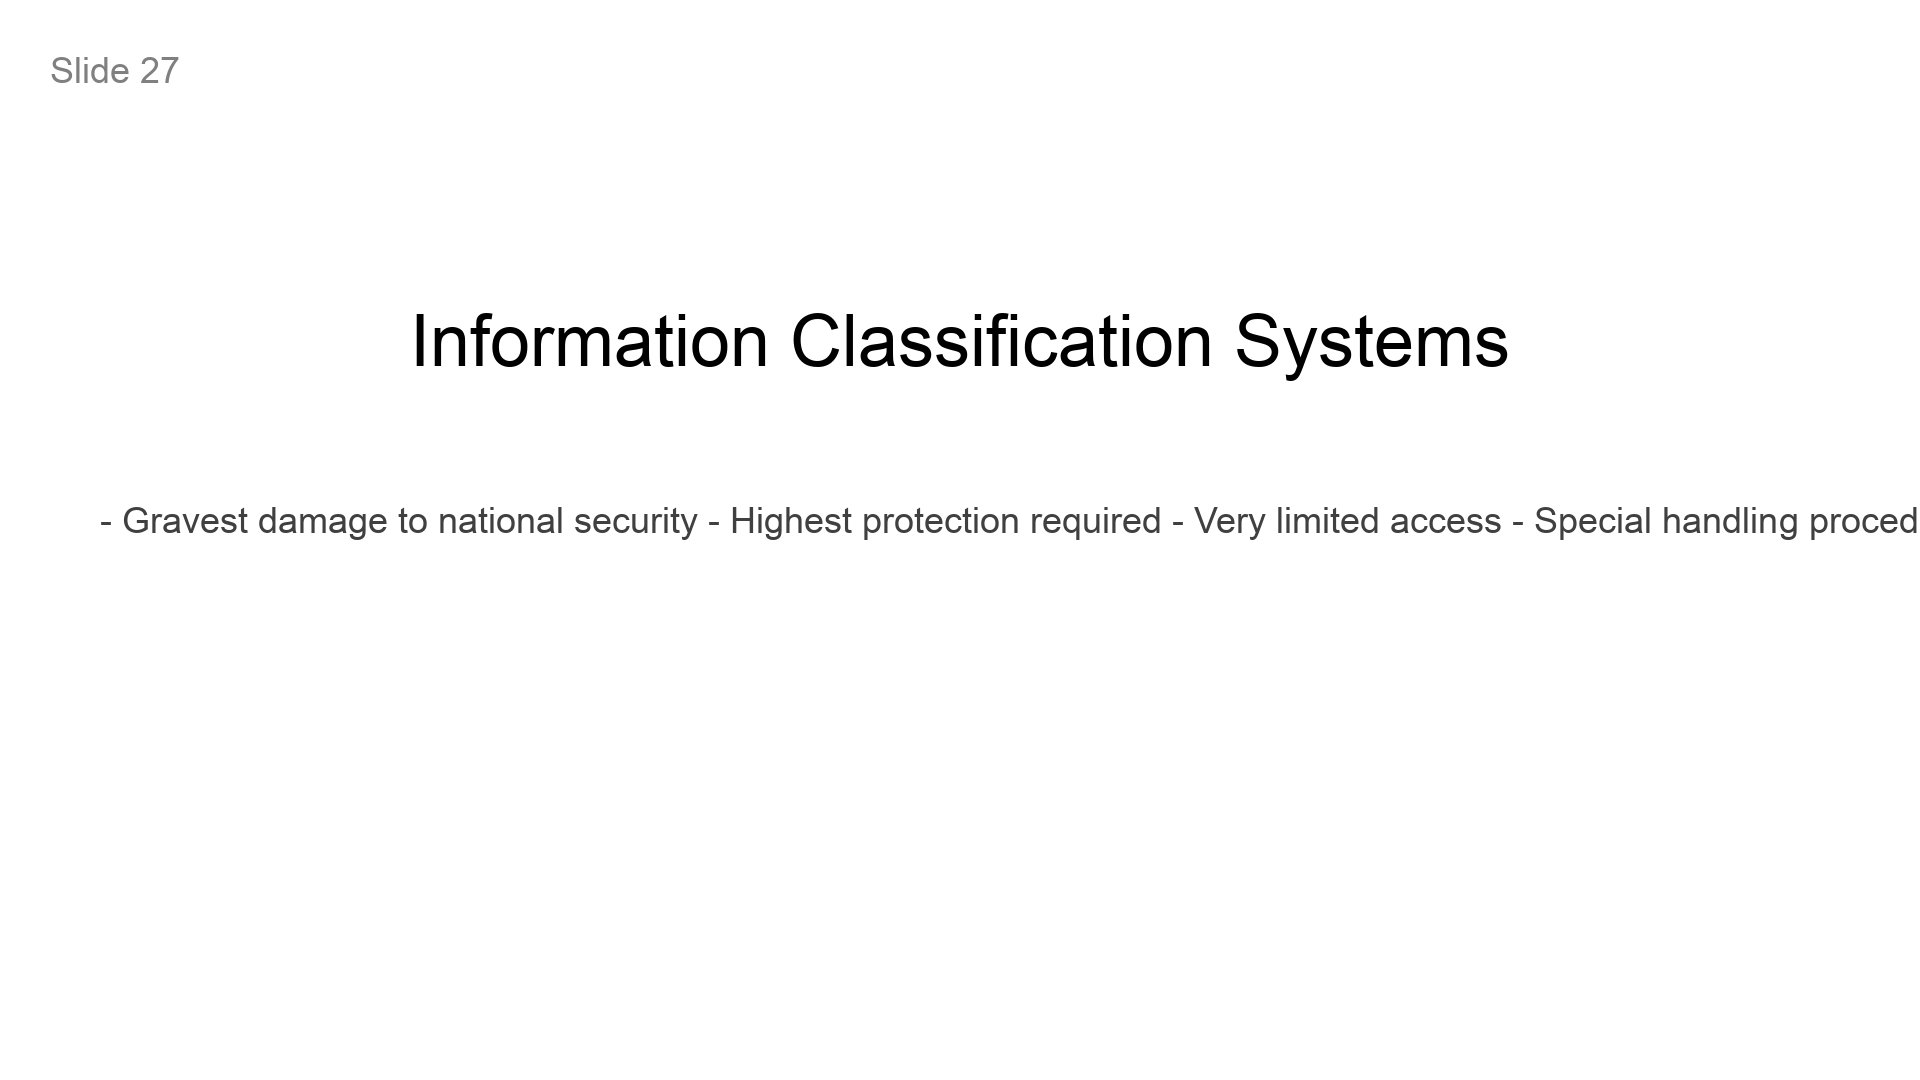 Slide 27
Information Classification Systems
- Gravest damage to national security - Highest protection required - Very limited access - Special handling proced